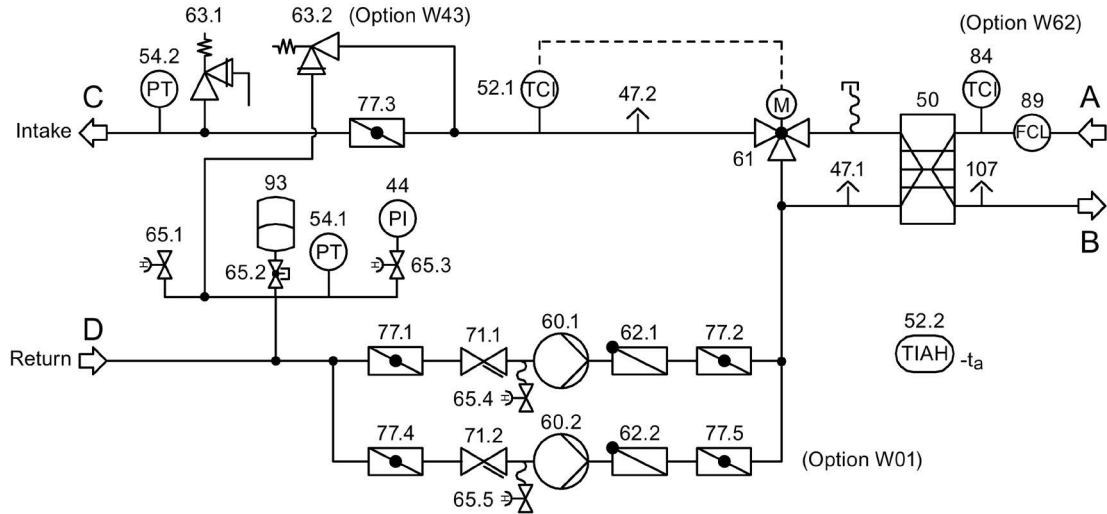 63.1
63.2
(Option W43)
(Option W62)
54.2
PT
52.1
TCI
47.2
M
84
TCI
50
89
FCL
A
C
Intake
77.3
61
47.1
107
B
93
44
PI
54.1
PT
65.1
H
65.2
H
65.3
D
Return
77.1
71.1
60.1
62.1
77.2
52.2
TIAH
-ta
65.4
H
77.4
71.2
60.2
62.2
77.5
(Option W01)
65.5
H